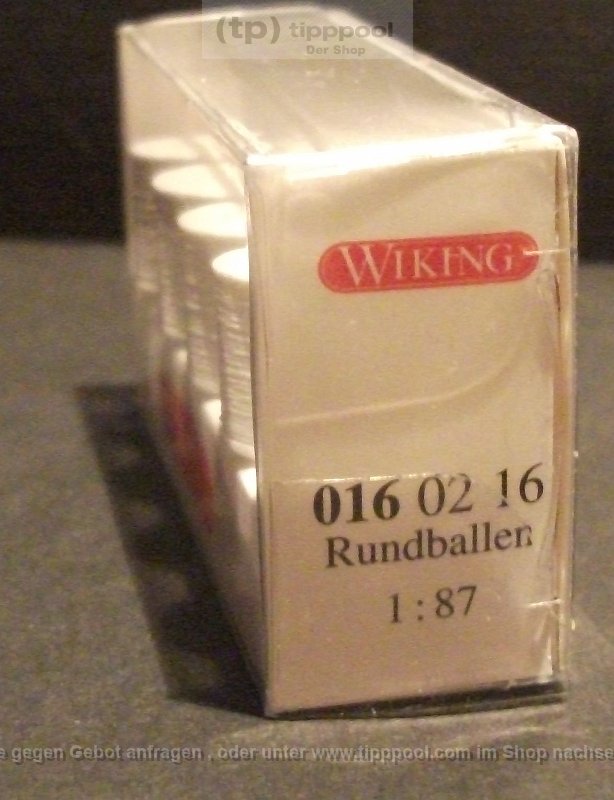 (tp) tipppool
Der Shop
WIKING
016 02 16
Rundballen
1:87
e gegen Gebot anfragen , oder unter www.tipppool.com im Shop nachse